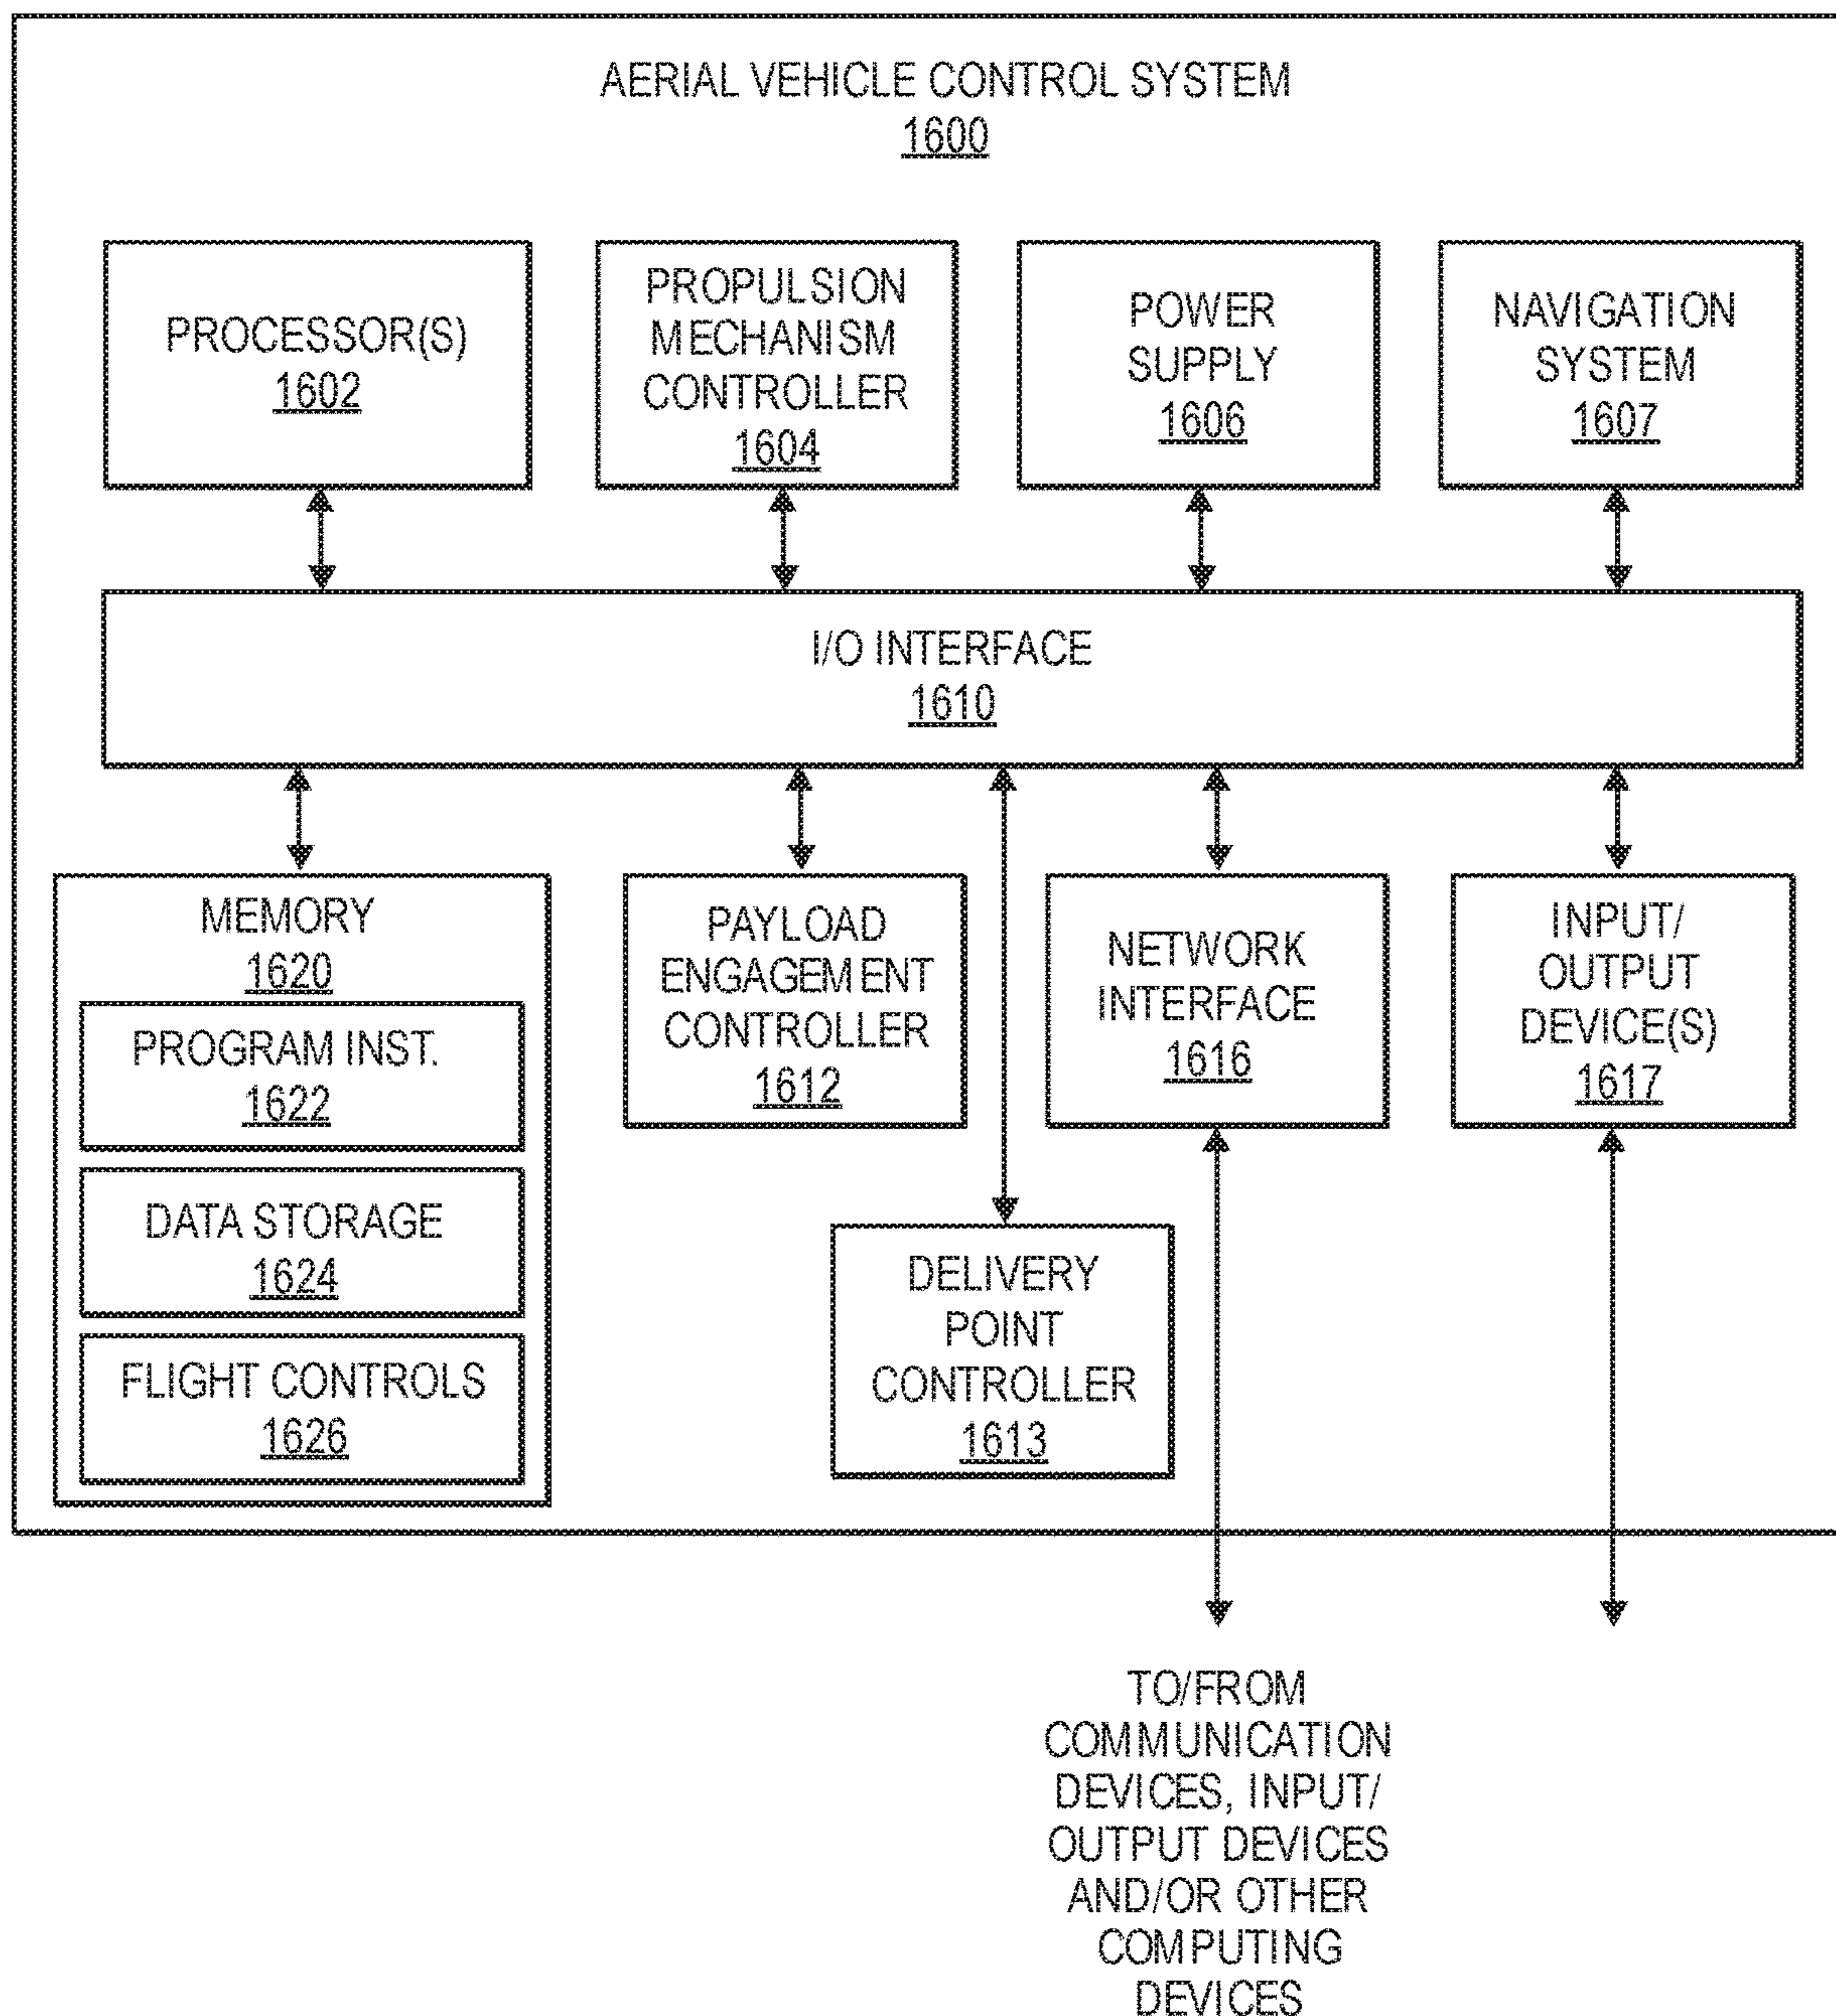 AERIAL VEHICLE CONTROL SYSTEM
1600
PROCESSOR(S)
1602
PROPULSION
MECHANISM
CONTROLLER
1604
POWER
SUPPLY
1606
NAVIGATION
SYSTEM
1607
I/O INTERFACE
1610
MEMORY
1620
PROGRAM INST.
1622
DATA STORAGE
1624
FLIGHT CONTROLS
1626
PAYLOAD
ENGAGEMENT
CONTROLLER
1612
DELIVERY
POINT
CONTROLLER
1613
NETWORK
INTERFACE
1616
INPUT/
OUTPUT
DEVICE(S)
1617
TO/FROM
COMMUNICATION
DEVICES, INPUT/
OUTPUT DEVICES
AND/OR OTHER
COMPUTING
DEVICES